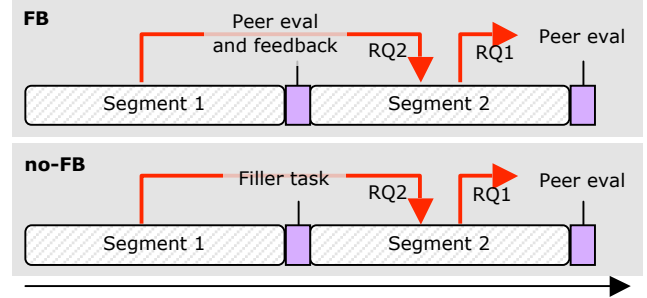 FB
Peer eval
and feedback
RQ2
RQ1
Peer eval
Segment 1
Segment 2
no-FB
Filler task
RQ2
RQ1
Peer eval
Segment 1
Segment 2